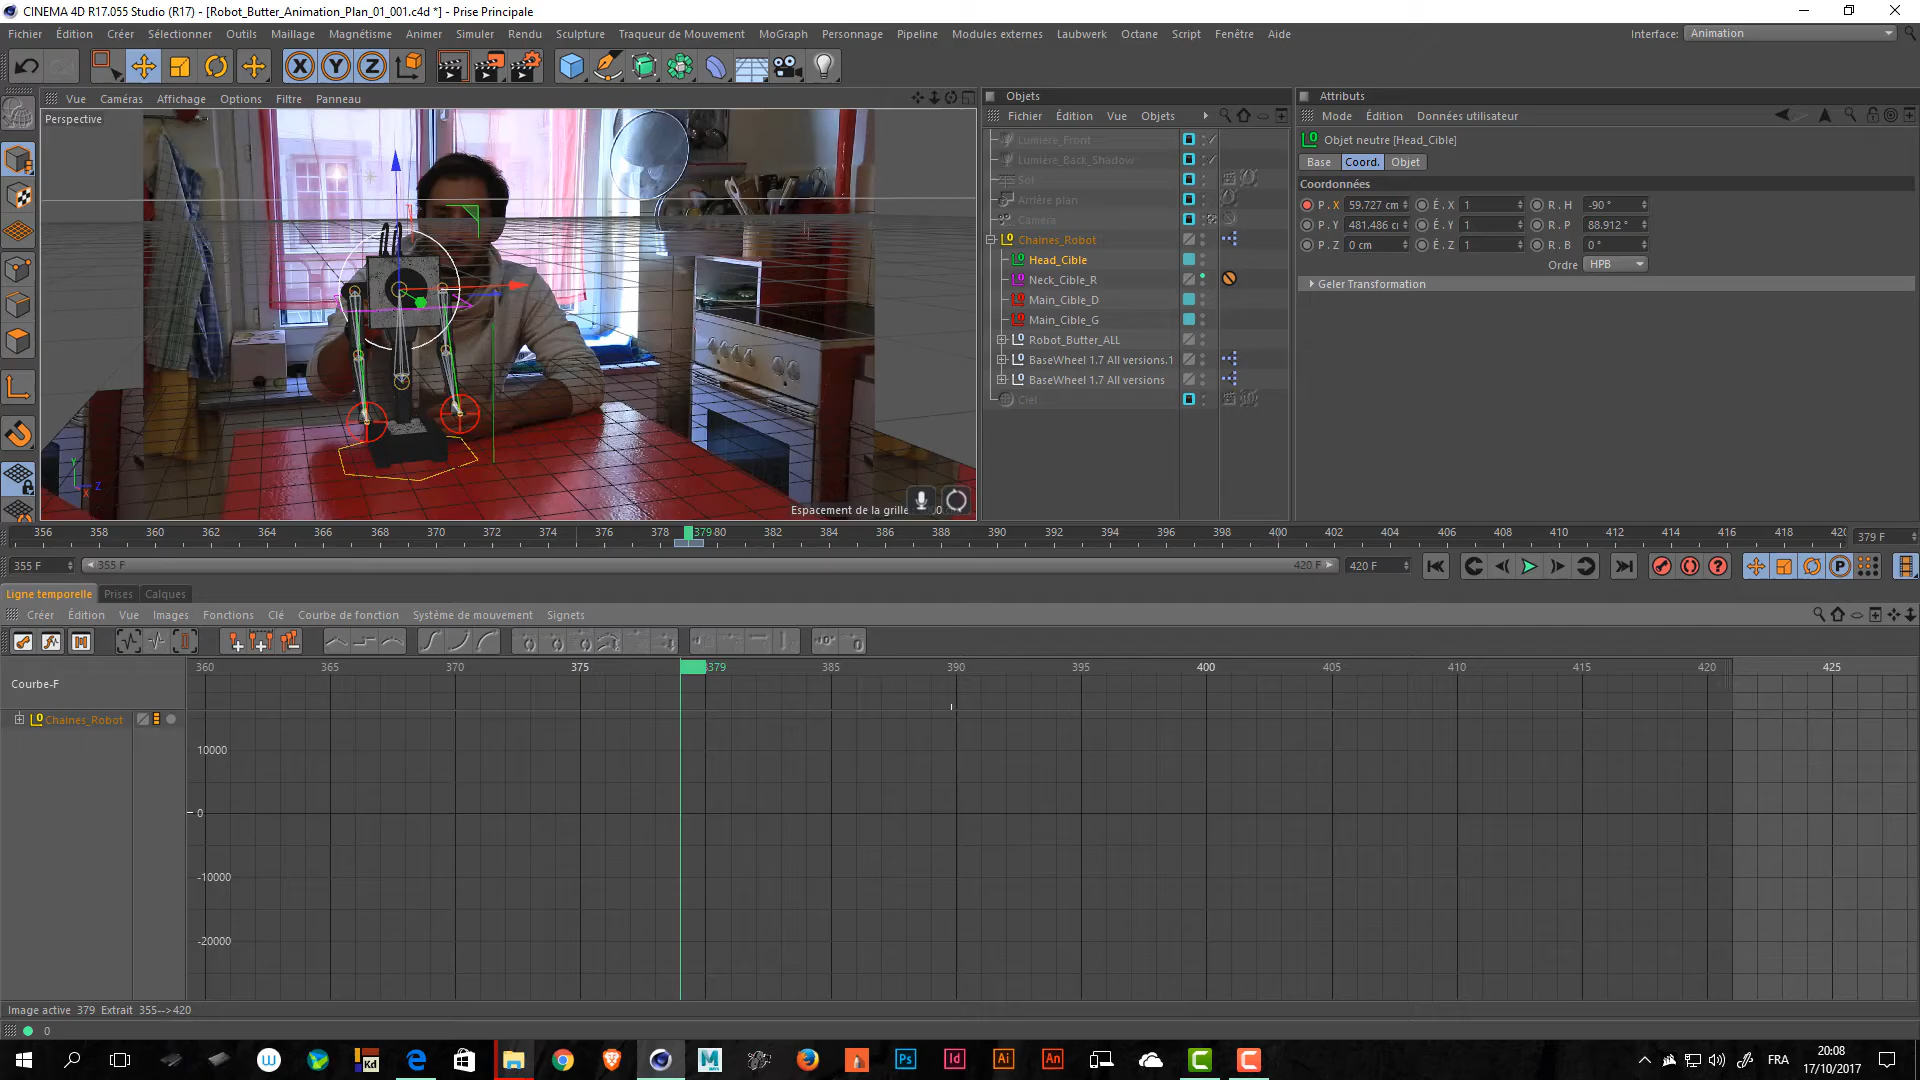 CINEMA 4D R17.055 Studio (R17) - [Robot_Butter_Animation_Plan_01_001.c4d *] - Prise Principale
Fichier Édition Créer Sélectionner Outils Maillage Magnétisme Animer Simuler Rendu Sculpture Traqueur de Mouvement MoGraph Personnage Pipeline Modules externes Laubwerk Octane Script Fenêtre Aide Interface: Animation
X Y Z
Vue Caméras Affichage Options Filtre Panneau
Perspective
Y Z X
Espacement de la grille
Objets
Fichier Édition Vue Objets
Lumiere_Front
Lumière_Back_Shadow
Sol
Arrière plan
Caméra
Chaines_Robot
Head_Cible
Neck_Cible_R
Main_Cible_D
Main_Cible_G
Robot_Butter_ALL
BaseWheel 1.7 All versions.1
BaseWheel 1.7 All versions
Ciel
Attributs
Mode Édition Données utilisateur
Objet neutre [Head_Cible]
Base Coord. Objet
Coordonnées
P . X 59.727 cm É . X 1 R . H -90 °
P . Y 481.486 c É . Y 1 R . P 88.912 °
P . Z 0 cm É . Z 1 R . B 0 °
Ordre HPB
Geler Transformation
356 358 360 362 364 366 368 370 372 374 376 378 379 80 382 384 386 388 390 392 394 396 398 400 402 404 406 408 410 412 414 416 418 420 379 F
355 F 355 F 420 F 420 F P
Ligne temporelle Prises Calques
Créer Édition Vue Images Fonctions Clé Courbe de fonction Système de mouvement Signets
360 365 370 375 379 385 390 395 400 405 410 415 420 425
Courbe-F
Chaines_Robot
10000
0
-10000
-20000
Image active 379 Extrait 355-->420
0
W Kd Ps Id Ai An FRA 20:08
17/10/2017